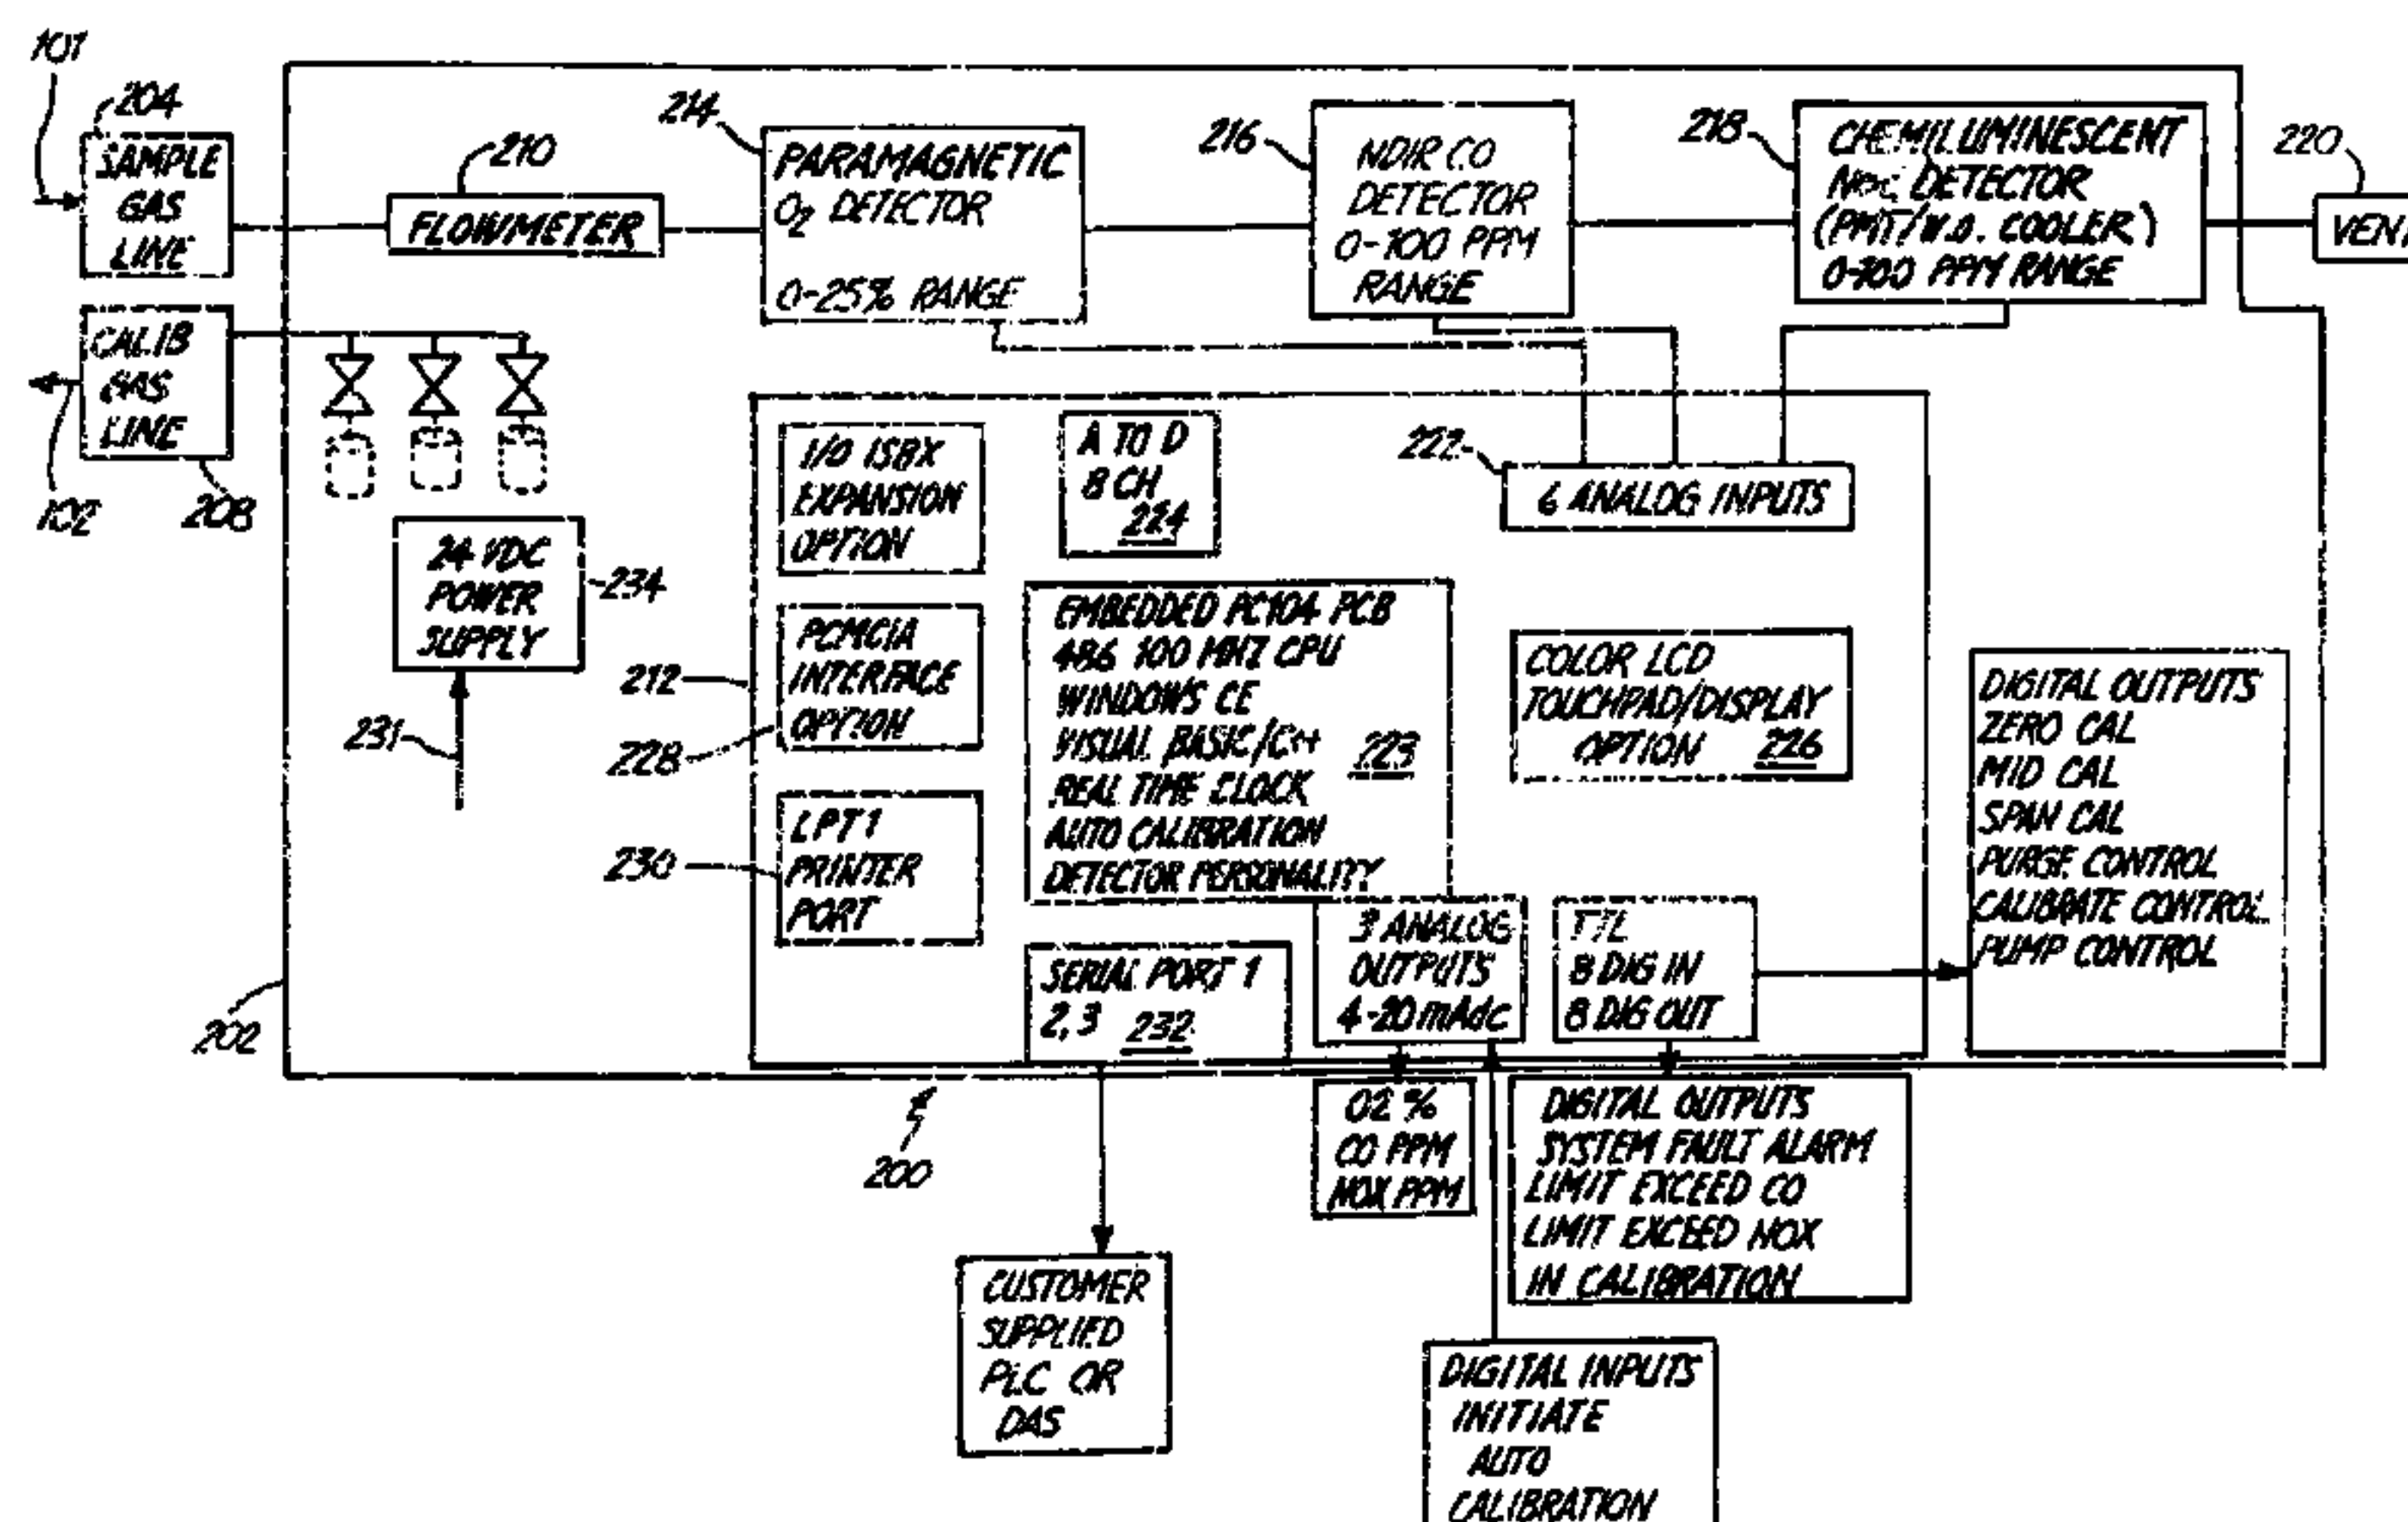 101
204
SAMPLE
GAS
LINE
210
FLOWMETER
214
PARAMAGNETIC
O2 DETECTOR
0-25% RANGE
216
NDIR CO
DETECTOR
0-100 PPM
RANGE
218
CHEMILUMINESCENT
DETECTOR
(PMT/ COOLER)
PPM RANGE
220
VENT
CALIB
GAS
LINE
102
208
24 VDC
POWER
SUPPLY
234
231
202
212
I/O ISBX
EXPANSION
OPTION
A TO D
8 CH
224
222
6 ANALOG INPUTS
PCMCIA
INTERFACE
OPTION
228
LPT1
PRINTER
PORT
230
EMBEDDED PC104 PCB
486 100 MHZ CPU
WINDOWS CE
VISUAL BASIC/C++
223
REAL TIME CLOCK
AUTO CALIBRATION
DETECTOR PERSONALITY
COLOR LCD
TOUCHPAD/DISPLAY
OPTION 226
SERIAL PORT 1
2, 3 232
3 ANALOG
OUTPUTS
4-20 mAdc
TTL
8 DIG IN
8 DIG OUT
DIGITAL OUTPUTS
ZERO CAL
MID CAL
SPAN CAL
PURGE CONTROL
CALIBRATE CONTROL
PUMP CONTROL
200
O2 %
CO PPM
NOX PPM
DIGITAL OUTPUTS
SYSTEM FAULT ALARM
LIMIT EXCEED CO
LIMIT EXCEED NOX
IN CALIBRATION
CUSTOMER
SUPPLIED
PLC OR
DAS
DIGITAL INPUTS
INITIATE
AUTO
CALIBRATION